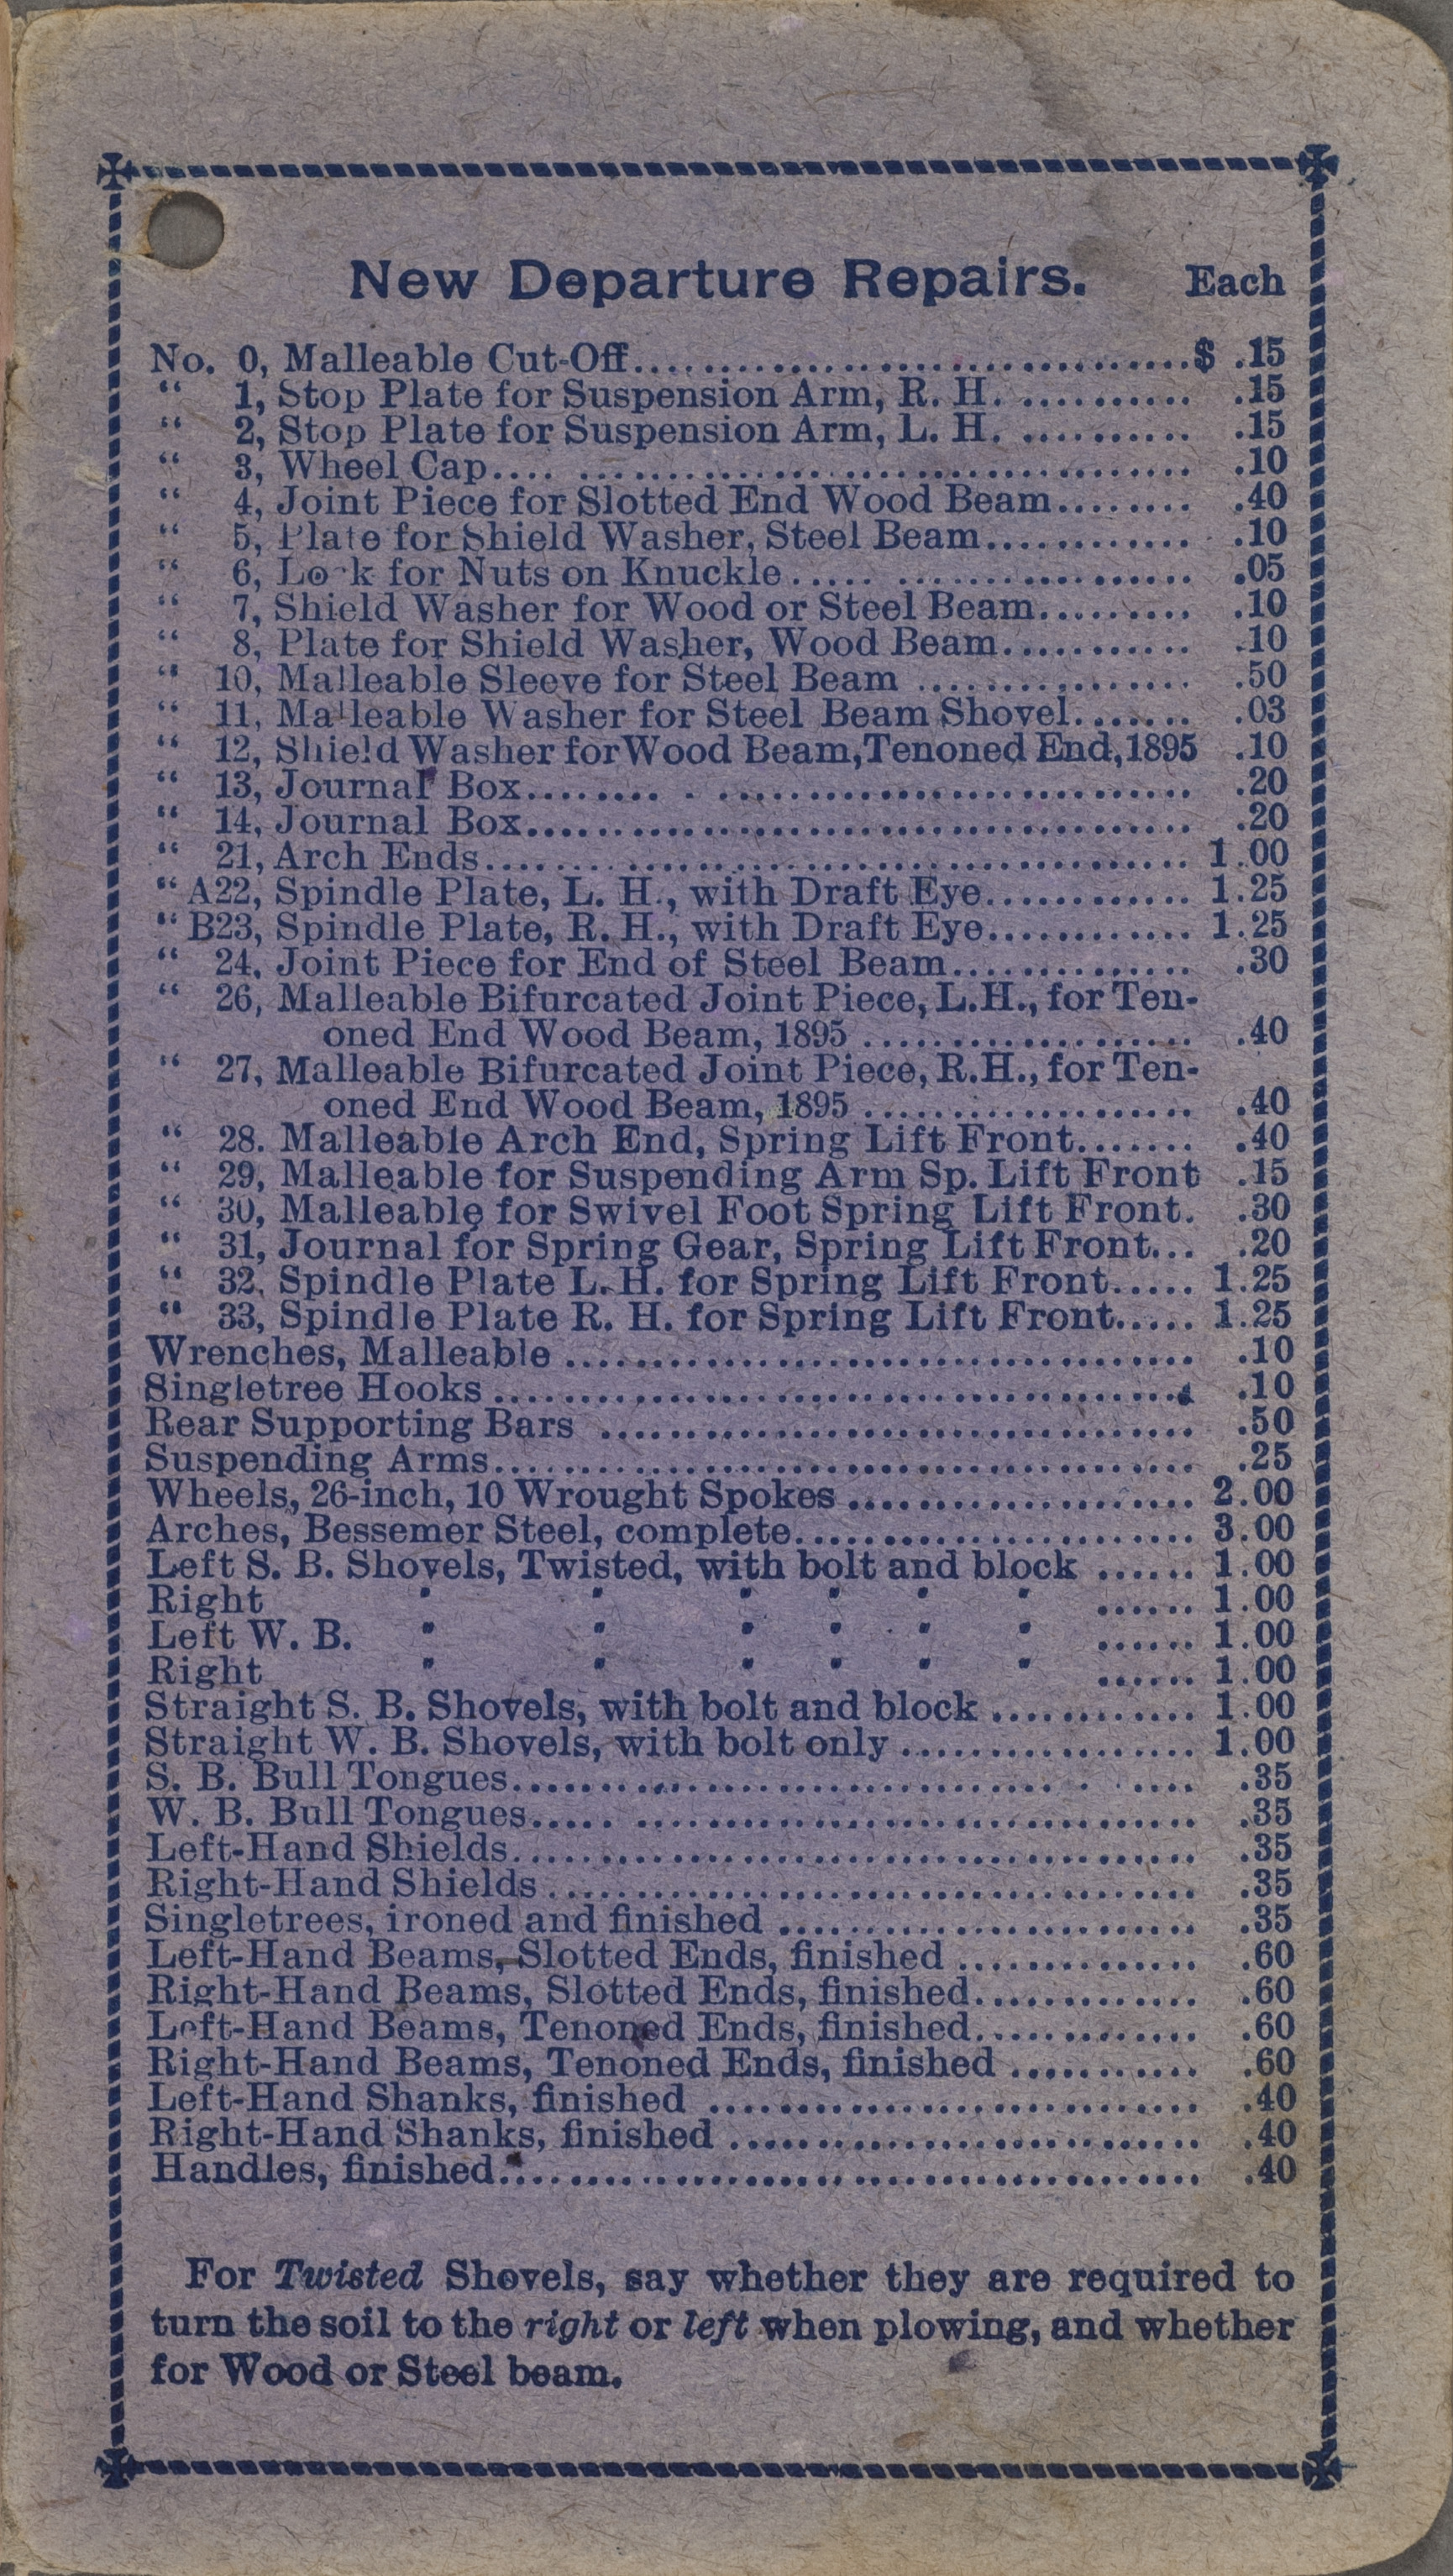 New Departure Repairs. Each
No. 0, Malleable Cut-Off................................$ .15
“ 1, Stop Plate for Suspension Arm, R. H. .......... .15
“ 2, Stop Plate for Suspension Arm, L. H. .......... .15
“ 3, Wheel Cap.... ................................... .10
“ 4, Joint Piece for Slotted End Wood Beam........ .40
“ 5, Plate for Shield Washer, Steel Beam............ .10
“ 6, Lock for Nuts on Knuckle..... ................. .05
“ 7, Shield Washer for Wood or Steel Beam......... .10
“ 8, Plate for Shield Washer, Wood Beam........... .10
“ 10, Malleable Sleeve for Steel Beam ................ .50
“ 11, Malleable Washer for Steel Beam Shovel....... .03
“ 12, Shield Washer for Wood Beam, Tenoned End, 1895 .10
“ 13, Journal Box........ . ........................... .20
“ 14, Journal Box...................................... .20
“ 21, Arch Ends........................................ 1.00
“ A22, Spindle Plate, L. H., with Draft Eye............ 1.25
“ B23, Spindle Plate, R. H., with Draft Eye............ 1.25
“ 24, Joint Piece for End of Steel Beam.............. .30
“ 26, Malleable Bifurcated Joint Piece, L.H., for Ten-
oned End Wood Beam, 1895 ................... .40
“ 27, Malleable Bifurcated Joint Piece, R.H., for Ten-
oned End Wood Beam, 1895 ................... .40
“ 28. Malleable Arch End, Spring Lift Front....... .40
“ 29, Malleable for Suspending Arm Sp. Lift Front .15
“ 30, Malleable for Swivel Foot Spring Lift Front. .30
“ 31, Journal for Spring Gear, Spring Lift Front... .20
“ 32, Spindle Plate L. H. for Spring Lift Front..... 1.25
“ 33, Spindle Plate R. H. for Spring Lift Front..... 1.25
Wrenches, Malleable .................................... .10
Singletree Hooks........................................ .10
Rear Supporting Bars .................................. .50
Suspending Arms........................................ .25
Wheels, 26-inch, 10 Wrought Spokes .................... 2.00
Arches, Bessemer Steel, complete....................... 3.00
Left S. B. Shovels, Twisted, with bolt and block ...... 1.00
Right ' ' ' ' ' ' ...... 1.00
Left W. B. ' ' ' ' ' ' ...... 1.00
Right ' ' ' ' ' ' ...... 1.00
Straight S. B. Shovels, with bolt and block ............ 1.00
Straight W. B. Shovels, with bolt only ................. 1.00
S. B. Bull Tongues................................. . .... .35
W. B. Bull Tongues..... ................................ .35
Left-Hand Shields....................................... .35
Right-Hand Shields..................................... .35
Singletrees, ironed and finished ........................ .35
Left-Hand Beams, Slotted Ends, finished .............. .60
Right-Hand Beams, Slotted Ends, finished............. .60
Left-Hand Beams, Tenoned Ends, finished............. .60
Right-Hand Beams, Tenoned Ends, finished ........... .60
Left-Hand Shanks, finished ............................ .40
Right-Hand Shanks, finished ........................... .40
Handles, finished........................................ .40
For Twisted Shovels, say whether they are required to
turn the soil to the right or left when plowing, and whether
for Wood or Steel beam.